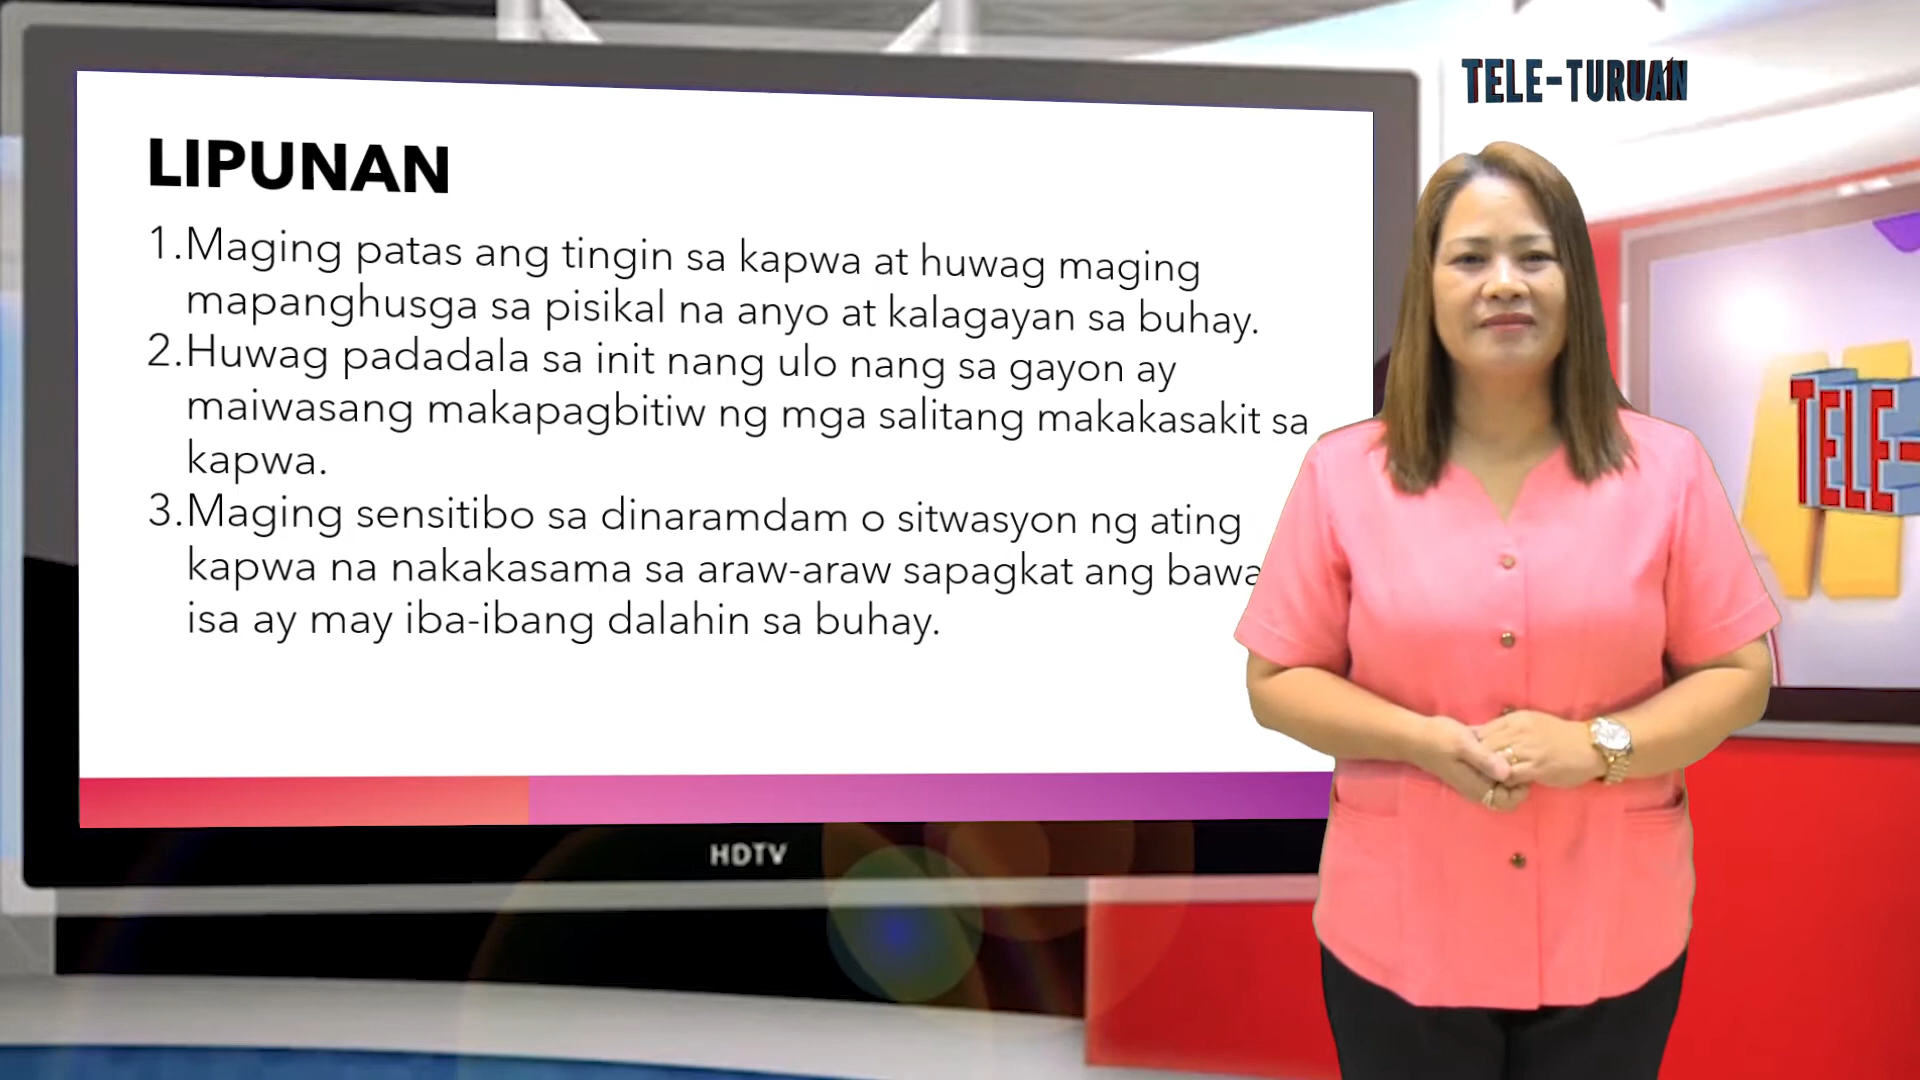 TELE-TURUAN
LIPUNAN
1.Maging patas ang tingin sa kapwa at huwag maging
mapanghusga sa pisikal na anyo at kalagayan sa buhay.
2.Huwag padadala sa init nang ulo nang sa gayon ay
maiwasang makapagbitiw ng mga salitang makakasakit sa
kapwa.
3.Maging sensitibo sa dinaramdam o sitwasyon ng ating
kapwa na nakakasama sa araw-araw sapagkat ang bawa
isa ay may iba-ibang dalahin sa buhay.
HDTV
TELE-